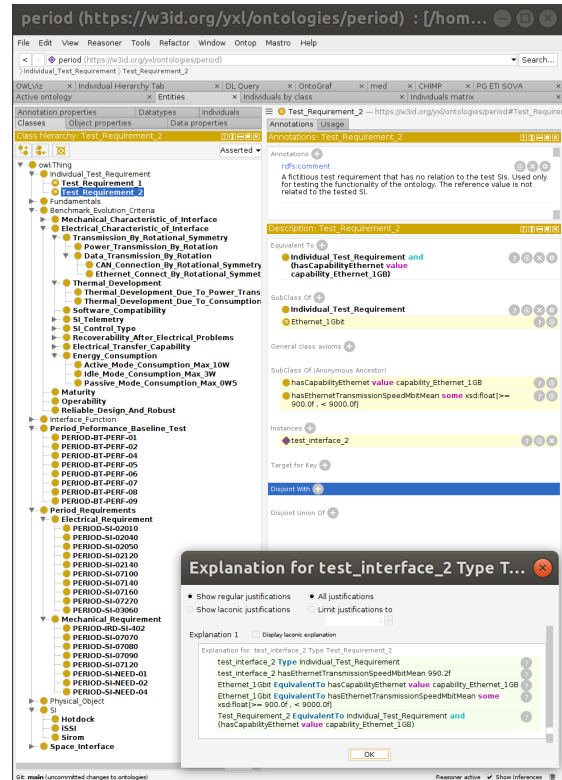 period (https://w3id.org/yxl/ontologies/period) : [/hom...
File Edit View Reasoner Tools Refactor Window Ontop Mastro Help
< > period (https://w3id.org/yxl/ontologies/period) Search...
Individual_Test_Requirement Test_Requirement_2
OWLViz × Individual Hierarchy Tab × DL Query × OntoGraf × med × CHIMP × PG ETI SOVA ×
Active ontology × Entities × Individuals by class × Individuals matrix ×
Annotation properties Datatypes Individuals
Classes Object properties Data properties
Class hierarchy: Test_Requirement_2
Asserted
owl:Thing
Individual_Test_Requirement
Test_Requirement_1
Test_Requirement_2
Fundamentals
Benchmark_Evolution_Criteria
Mechanical_Characteristic_of_Interface
Electrical_Characteristic_of_Interface
Transmission_By_Rotational_Symmetry
Power_Transmission_By_Rotation
Data_Transmission_By_Rotation
CAN_Connection_By_Rotational_Symmetry
Ethernet_Connect_By_Rotational_Symmet
Thermal_Development
Thermal_Development_Due_To_Power_Trans
Thermal_Development_Due_To_Consumption
Software_Compatibility
SI_Telemetry
SI_Control_Type
Recoverability_After_Electrical_Problems
Electrical_Transfer_Capability
Energy_Consumption
Active_Mode_Consumption_Max_10W
Idle_Mode_Consumption_Max_3W
Passive_Mode_Consumption_Max_0W5
Maturity
Operability
Reliable_Design_And_Robust
Interface_Function
Period_Peformance_Baseline_Test
PERIOD-BT-PERF-01
PERIOD-BT-PERF-02
PERIOD-BT-PERF-03
PERIOD-BT-PERF-04
PERIOD-BT-PERF-05
PERIOD-BT-PERF-06
PERIOD-BT-PERF-07
PERIOD-BT-PERF-08
PERIOD-BT-PERF-09
Period_Requirements
Electrical_Requirement
PERIOD-SI-02010
PERIOD-SI-02040
PERIOD-SI-02050
PERIOD-SI-02120
PERIOD-SI-02140
PERIOD-SI-07100
PERIOD-SI-07140
PERIOD-SI-07160
PERIOD-SI-07270
PERIOD-SI-03060
Mechanical_Requirement
PERIOD-IRD-SI-402
PERIOD-SI-07070
PERIOD-SI-07080
PERIOD-SI-07090
PERIOD-SI-07120
PERIOD-SI-NEED-01
PERIOD-SI-NEED-02
PERIOD-SI-NEED-04
Physical_Object
SI
Hotdock
iSSI
Sirom
Space_Interface
Test_Requirement_2 — https://w3id.org/yxl/ontologies/period#Test_Requirer
Annotations Usage
Annotations: Test_Requirement_2
Annotations
rdfs:comment
A fictitious test requirement that has no relation to the test SIs. Used only
for testing the functionality of the ontology. The reference value is not
related to the tested SI.
Description: Test_Requirement_2
Equivalent To
Individual_Test_Requirement and
(hasCapabilityEthernet value
capability_Ethernet_1GB)
SubClass Of
Individual_Test_Requirement
Ethernet_1Gbit
General class axioms
SubClass Of (Anonymous Ancestor)
hasCapabilityEthernet value capability_Ethernet_1GB
hasEthernetTransmissionSpeedMbitMean some xsd:float[>=
900.0f , < 9000.0f]
Instances
test_interface_2
Target for Key
Disjoint With
Disjoint Union Of
Explanation for test_interface_2 Type T...
Show regular justifications All justifications
Show laconic justifications Limit justifications to
2
Explanation 1 Display laconic explanation
Explanation for: test_interface_2 Type Test_Requirement_2
test_interface_2 Type Individual_Test_Requirement
test_interface_2 hasEthernetTransmissionSpeedMbitMean 990.2f
Ethernet_1Gbit EquivalentTo hasCapabilityEthernet value capability_Ethernet_1GB
Ethernet_1Gbit EquivalentTo hasEthernetTransmissionSpeedMbitMean some
xsd:float[>= 900.0f , < 9000.0f]
Test_Requirement_2 EquivalentTo Individual_Test_Requirement and
(hasCapabilityEthernet value capability_Ethernet_1GB)
OK
Git: main (uncommitted changes to ontologies) Reasoner active Show Inferences